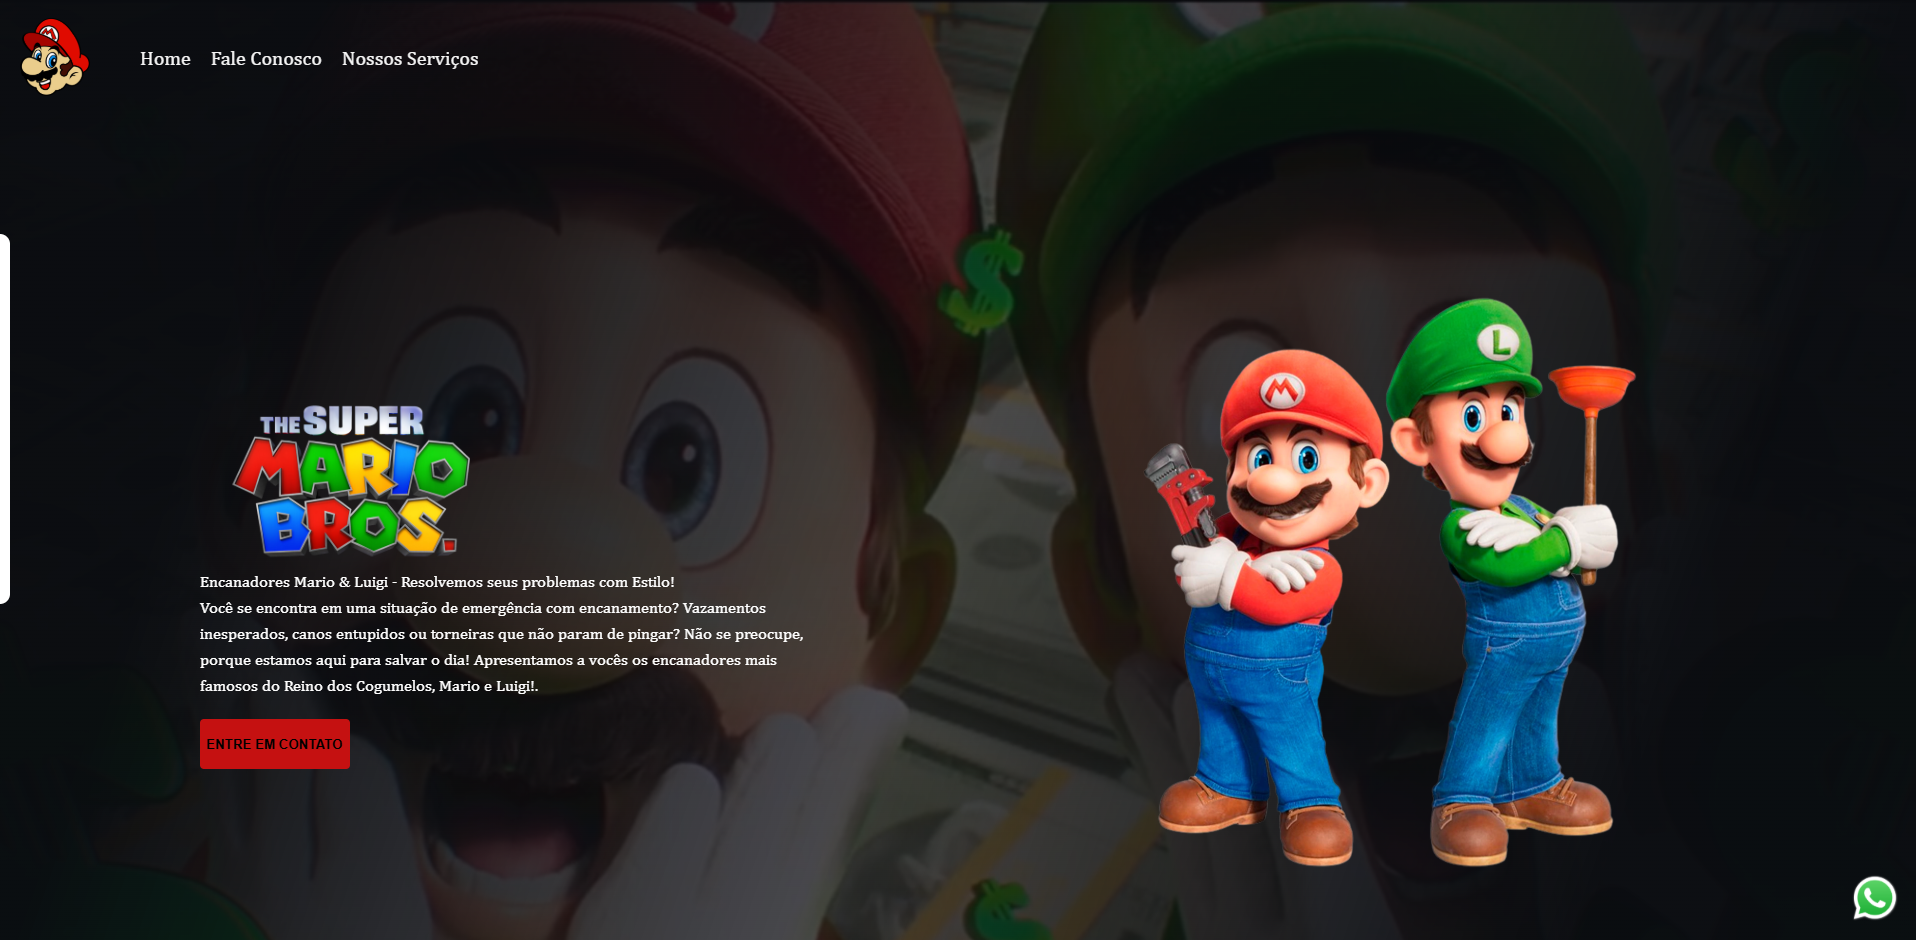 Home Fale Conosco Nossos Serviços
THE SUPER
MARIO
BROS.
Encanadores Mario & Luigi - Resolvemos seus problemas com Estilo!
Você se encontra em uma situação de emergência com encanamento? Vazamentos
inesperados, canos entupidos ou torneiras que não param de pingar? Não se preocupe,
porque estamos aqui para salvar o dia! Apresentamos a vocês os encanadores mais
famosos do Reino dos Cogumelos, Mario e Luigi!.
ENTRE EM CONTATO
M
M
L
$
$